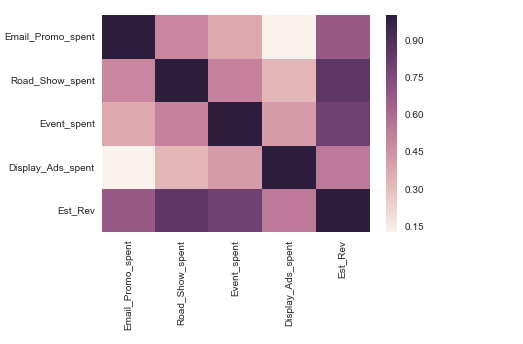 Email_Promo_spent
Road_Show_spent
Event_spent
Display_Ads_spent
Est_Rev
0.90
0.75
0.60
0.45
0.30
0.15
Email_Promo_spent
Road_Show_spent
Event_spent
Display_Ads_spent
Est_Rev